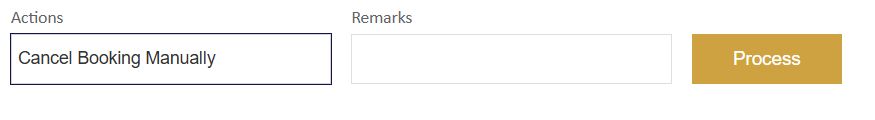 Actions
Remarks
Cancel Booking Manually
Process